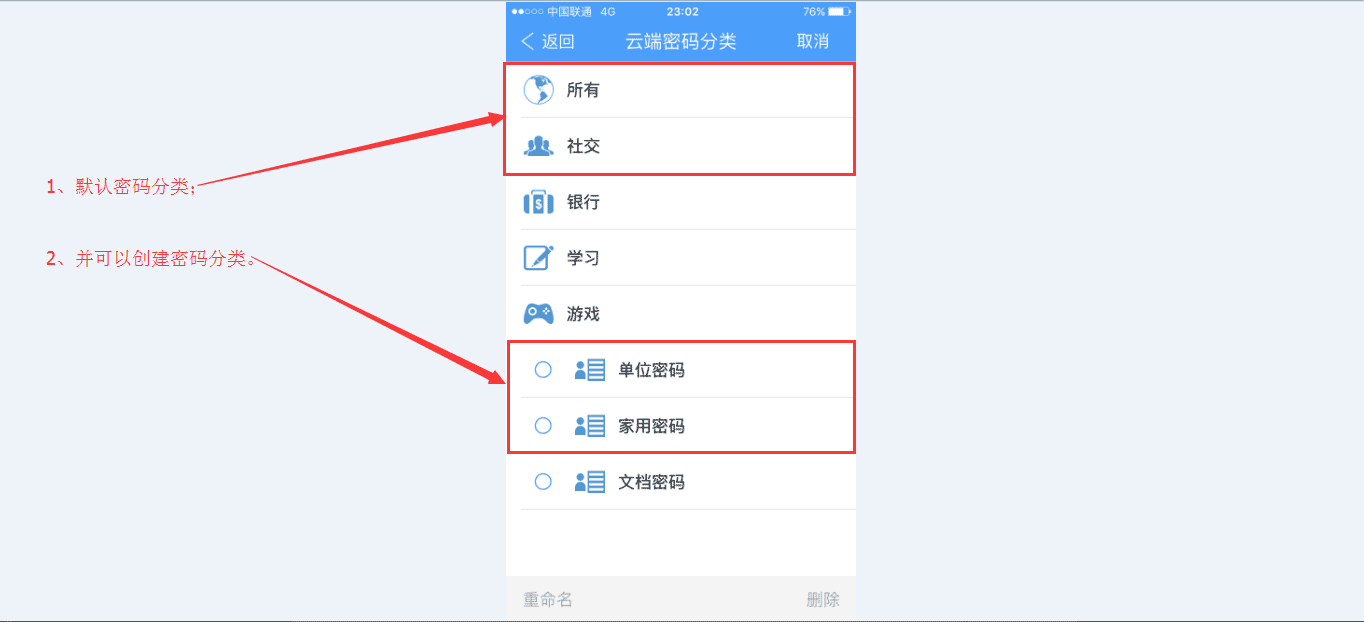 中国联通 4G 23:02 76%
返回 云端密码分类 取消
所有
社交
1、默认密码分类;
银行
2、并可以创建密码分类。
学习
游戏
单位密码
家用密码
文档密码
重命名 删除